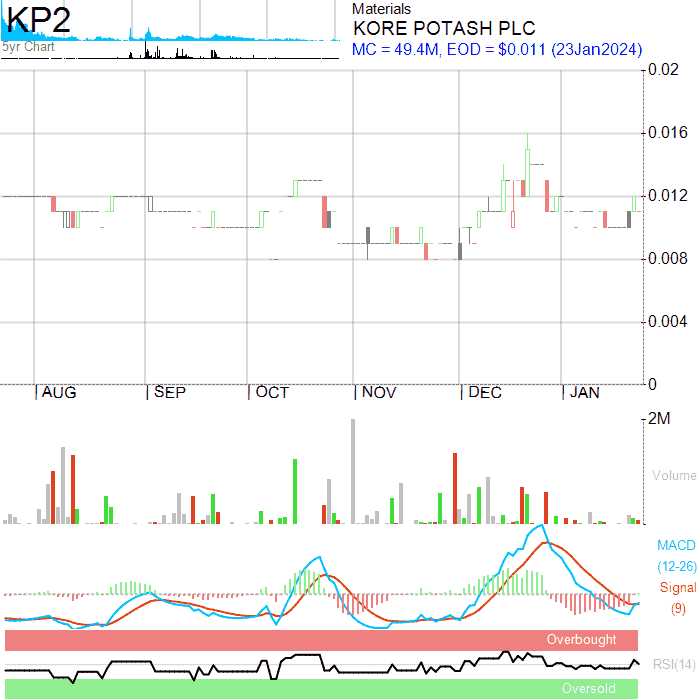 KP2
5yr Chart
Materials
KORE POTASH PLC
MC = 49.4M, EOD = $0.011 (23Jan2024)
0.02
0.016
0.012
0.008
0.004
0
AUG SEP OCT NOV DEC JAN
2M
Volume
MACD
(12-26)
Signal
(9)
Overbought
RSI(14)
Oversold